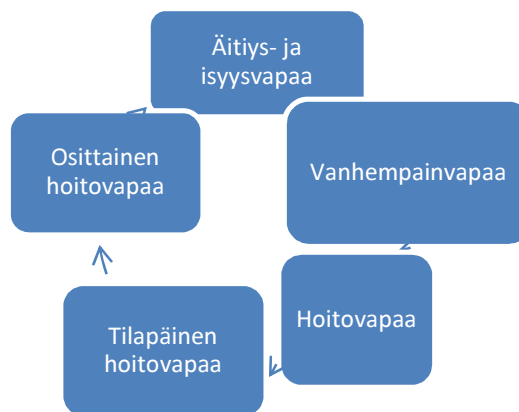 Äitiys- ja
isyysvapaa
Vanhempainvapaa
Hoitovapaa
Tilapäinen
hoitovapaa
Osittainen
hoitovapaa